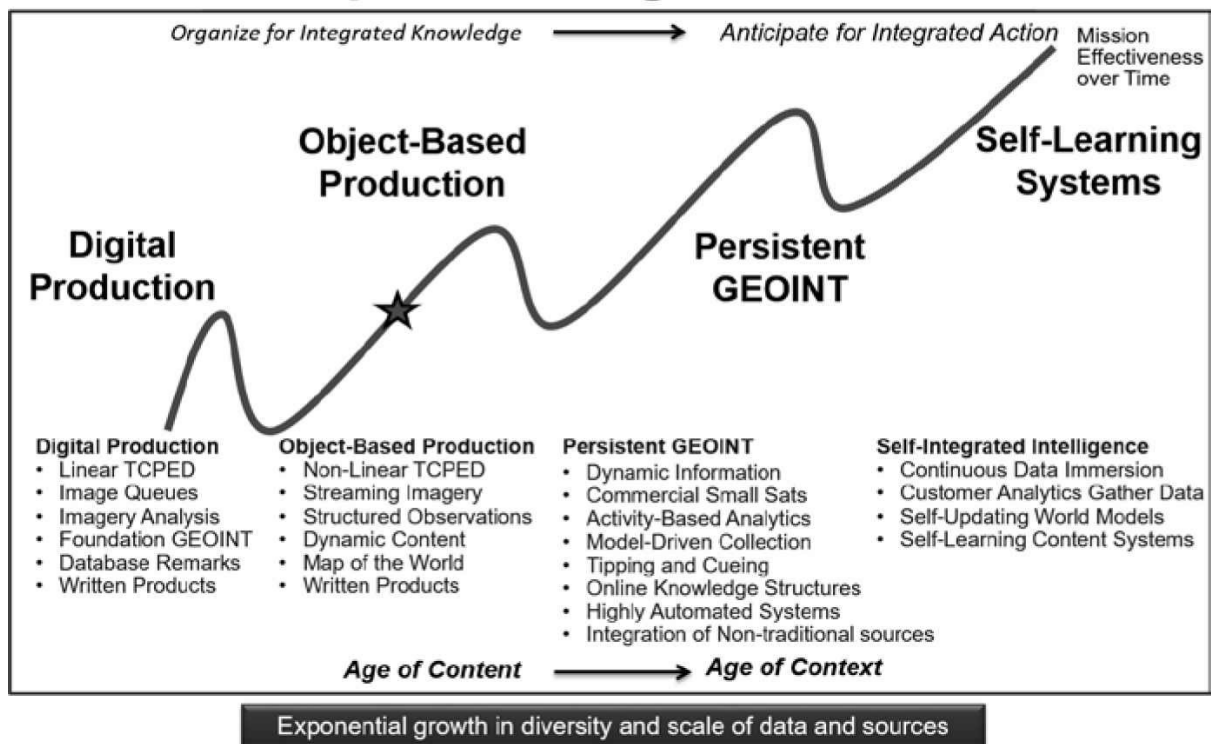 Organize for Integrated Knowledge
Anticipate for Integrated Action
Mission
Effectiveness
over Time
Object-Based
Production
Self-Learning
Systems
Digital
Production
Persistent
GEOINT
Digital Production
• Linear TCPED
• Image Queues
• Imagery Analysis
• Foundation GEOINT
• Database Remarks
• Written Products
Object-Based Production
• Non-Linear TCPED
• Streaming Imagery
• Structured Observations
• Dynamic Content
• Map of the World
• Written Products
Persistent GEOINT
• Dynamic Information
• Commercial Small Sats
• Activity-Based Analytics
• Model-Driven Collection
• Tipping and Cueing
• Online Knowledge Structures
• Highly Automated Systems
• Integration of Non-traditional sources
Self-Integrated Intelligence
• Continuous Data Immersion
• Customer Analytics Gather Data
• Self-Updating World Models
• Self-Learning Content Systems
Age of Content
Age of Context
Exponential growth in diversity and scale of data and sources